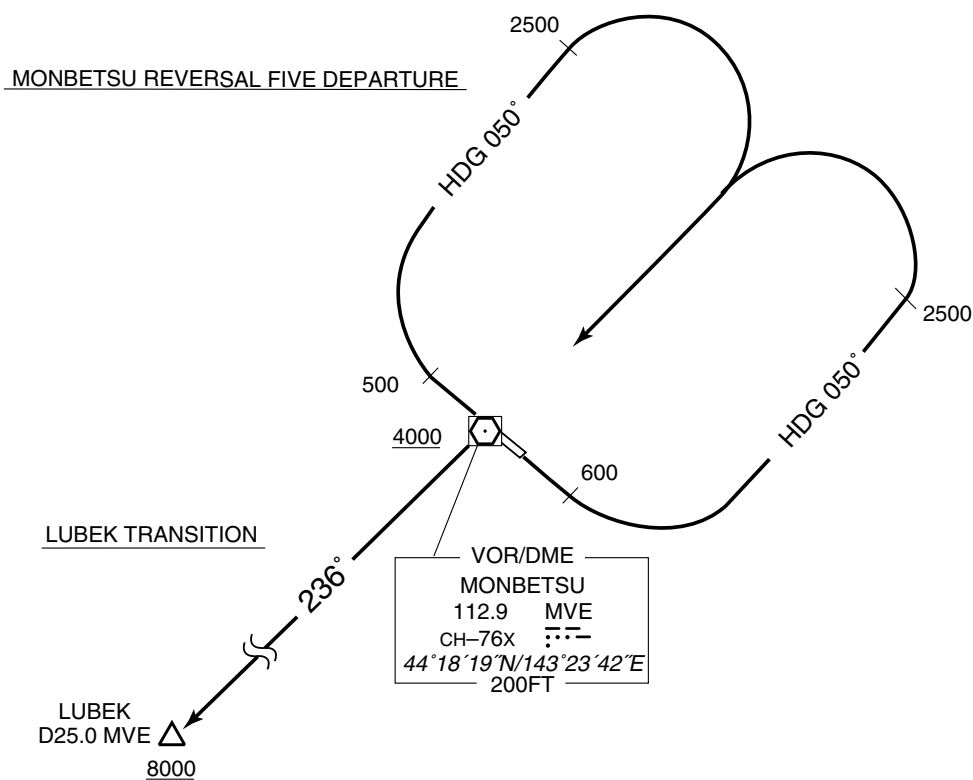 2500
MONBETSU REVERSAL FIVE DEPARTURE
HDG 050°
2500
500
4000
HDG 050°
600
LUBEK TRANSITION
236°
VOR/DME
MONBETSU
112.9 MVE
CH–76X
44°18´19˝N/143°23´42˝E
200FT
LUBEK
D25.0 MVE
8000